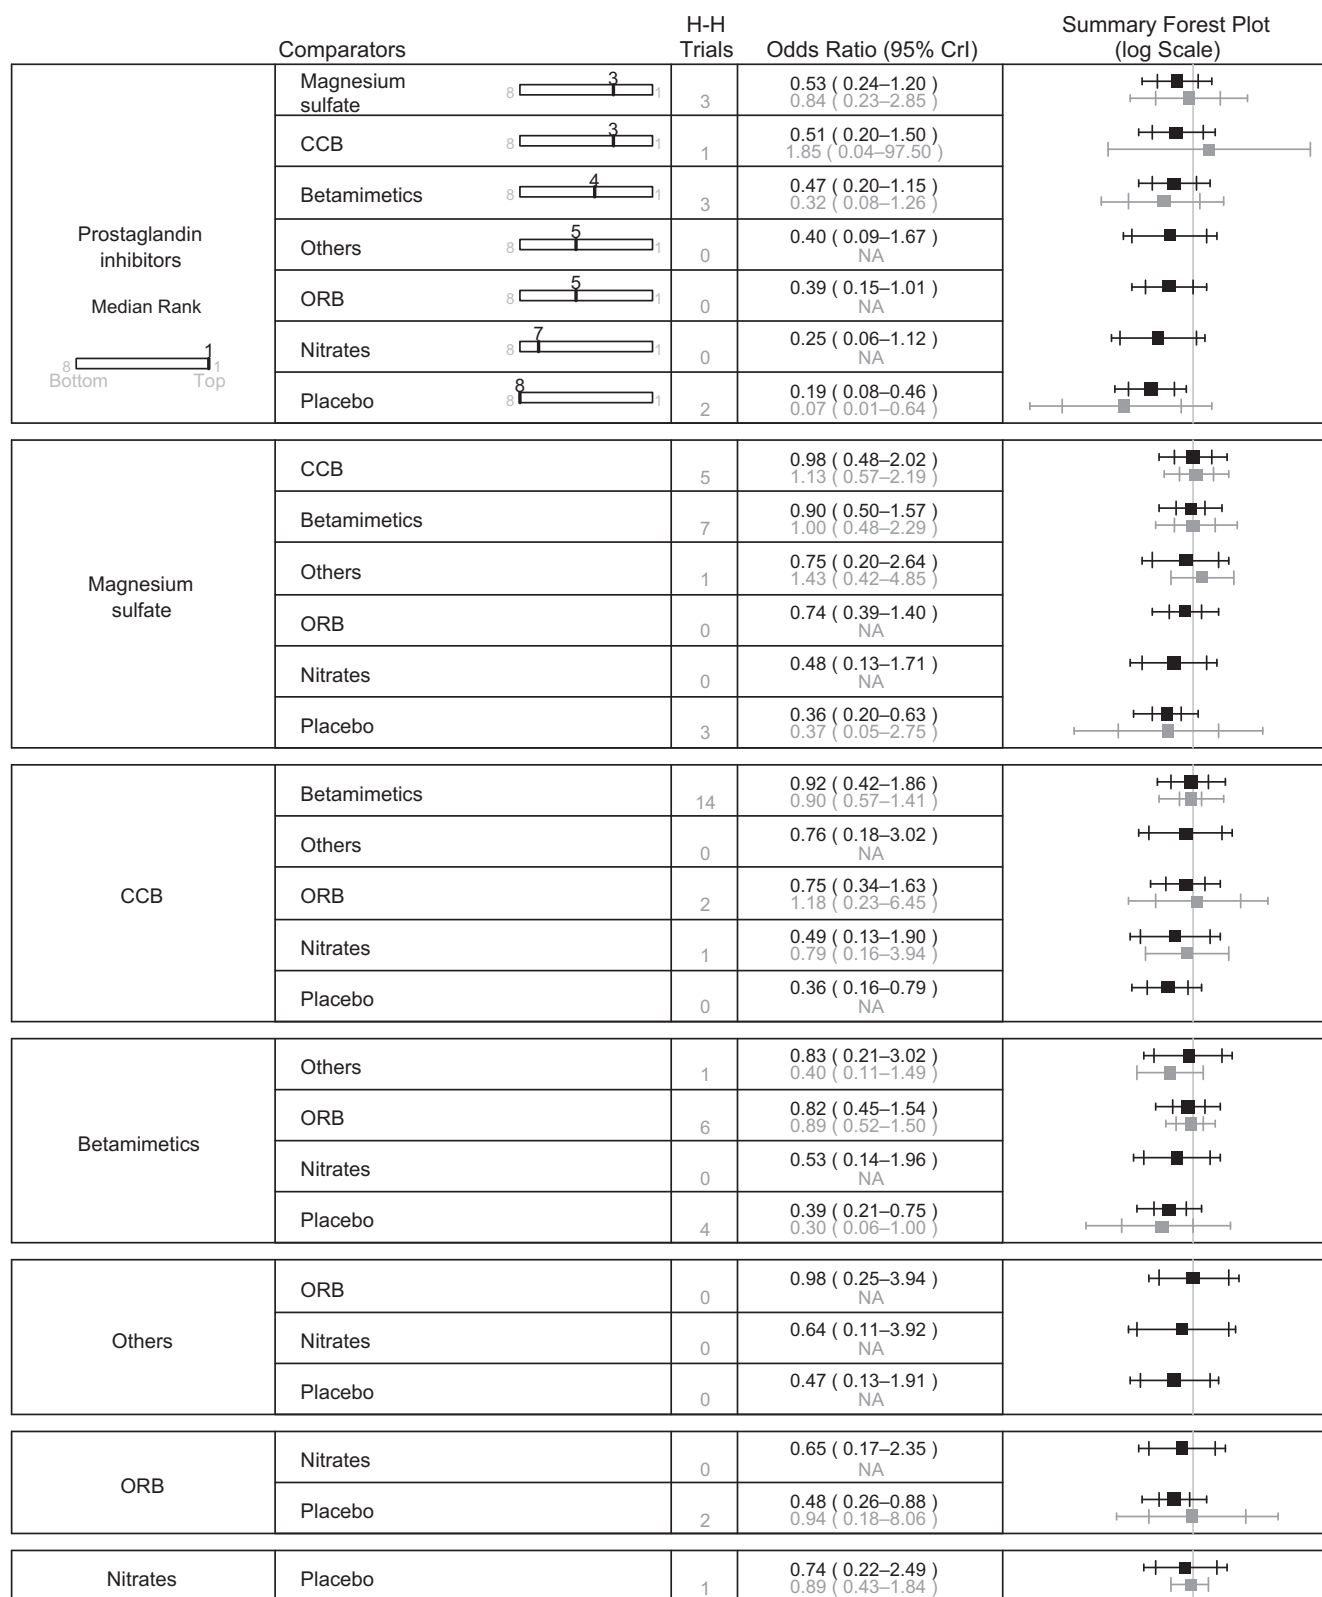 H-H
Summary Forest Plot
Comparators
Trials
Odds Ratio (95% CrI)
(log Scale)
Prostaglandin
inhibitors
Median Rank
1
8 1
Bottom Top
Magnesium
sulfate
3
8 1
3
0.53 ( 0.24–1.20 )
0.84 ( 0.23–2.85 )
CCB
3
8 1
1
0.51 ( 0.20–1.50 )
1.85 ( 0.04–97.50 )
Betamimetics
4
8 1
3
0.47 ( 0.20–1.15 )
0.32 ( 0.08–1.26 )
Others
5
8 1
0
0.40 ( 0.09–1.67 )
NA
ORB
5
8 1
0
0.39 ( 0.15–1.01 )
NA
Nitrates
7
8 1
0
0.25 ( 0.06–1.12 )
NA
Placebo
8
8 1
2
0.19 ( 0.08–0.46 )
0.07 ( 0.01–0.64 )
Magnesium
sulfate
CCB
5
0.98 ( 0.48–2.02 )
1.13 ( 0.57–2.19 )
Betamimetics
7
0.90 ( 0.50–1.57 )
1.00 ( 0.48–2.29 )
Others
1
0.75 ( 0.20–2.64 )
1.43 ( 0.42–4.85 )
ORB
0
0.74 ( 0.39–1.40 )
NA
Nitrates
0
0.48 ( 0.13–1.71 )
NA
Placebo
3
0.36 ( 0.20–0.63 )
0.37 ( 0.05–2.75 )
CCB
Betamimetics
14
0.92 ( 0.42–1.86 )
0.90 ( 0.57–1.41 )
Others
0
0.76 ( 0.18–3.02 )
NA
ORB
2
0.75 ( 0.34–1.63 )
1.18 ( 0.23–6.45 )
Nitrates
1
0.49 ( 0.13–1.90 )
0.79 ( 0.16–3.94 )
Placebo
0
0.36 ( 0.16–0.79 )
NA
Betamimetics
Others
1
0.83 ( 0.21–3.02 )
0.40 ( 0.11–1.49 )
ORB
6
0.82 ( 0.45–1.54 )
0.89 ( 0.52–1.50 )
Nitrates
0
0.53 ( 0.14–1.96 )
NA
Placebo
4
0.39 ( 0.21–0.75 )
0.30 ( 0.06–1.00 )
Others
ORB
0
0.98 ( 0.25–3.94 )
NA
Nitrates
0
0.64 ( 0.11–3.92 )
NA
Placebo
0
0.47 ( 0.13–1.91 )
NA
ORB
Nitrates
0
0.65 ( 0.17–2.35 )
NA
Placebo
2
0.48 ( 0.26–0.88 )
0.94 ( 0.18–8.06 )
Nitrates
Placebo
1
0.74 ( 0.22–2.49 )
0.89 ( 0.43–1.84 )